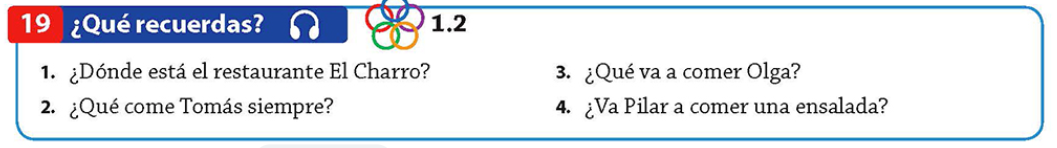 19 ¿Qué recuerdas? 1.2
1. ¿Dónde está el restaurante El Charro?
2. ¿Qué come Tomás siempre?
3. ¿Qué va a comer Olga?
4. ¿Va Pilar a comer una ensalada?